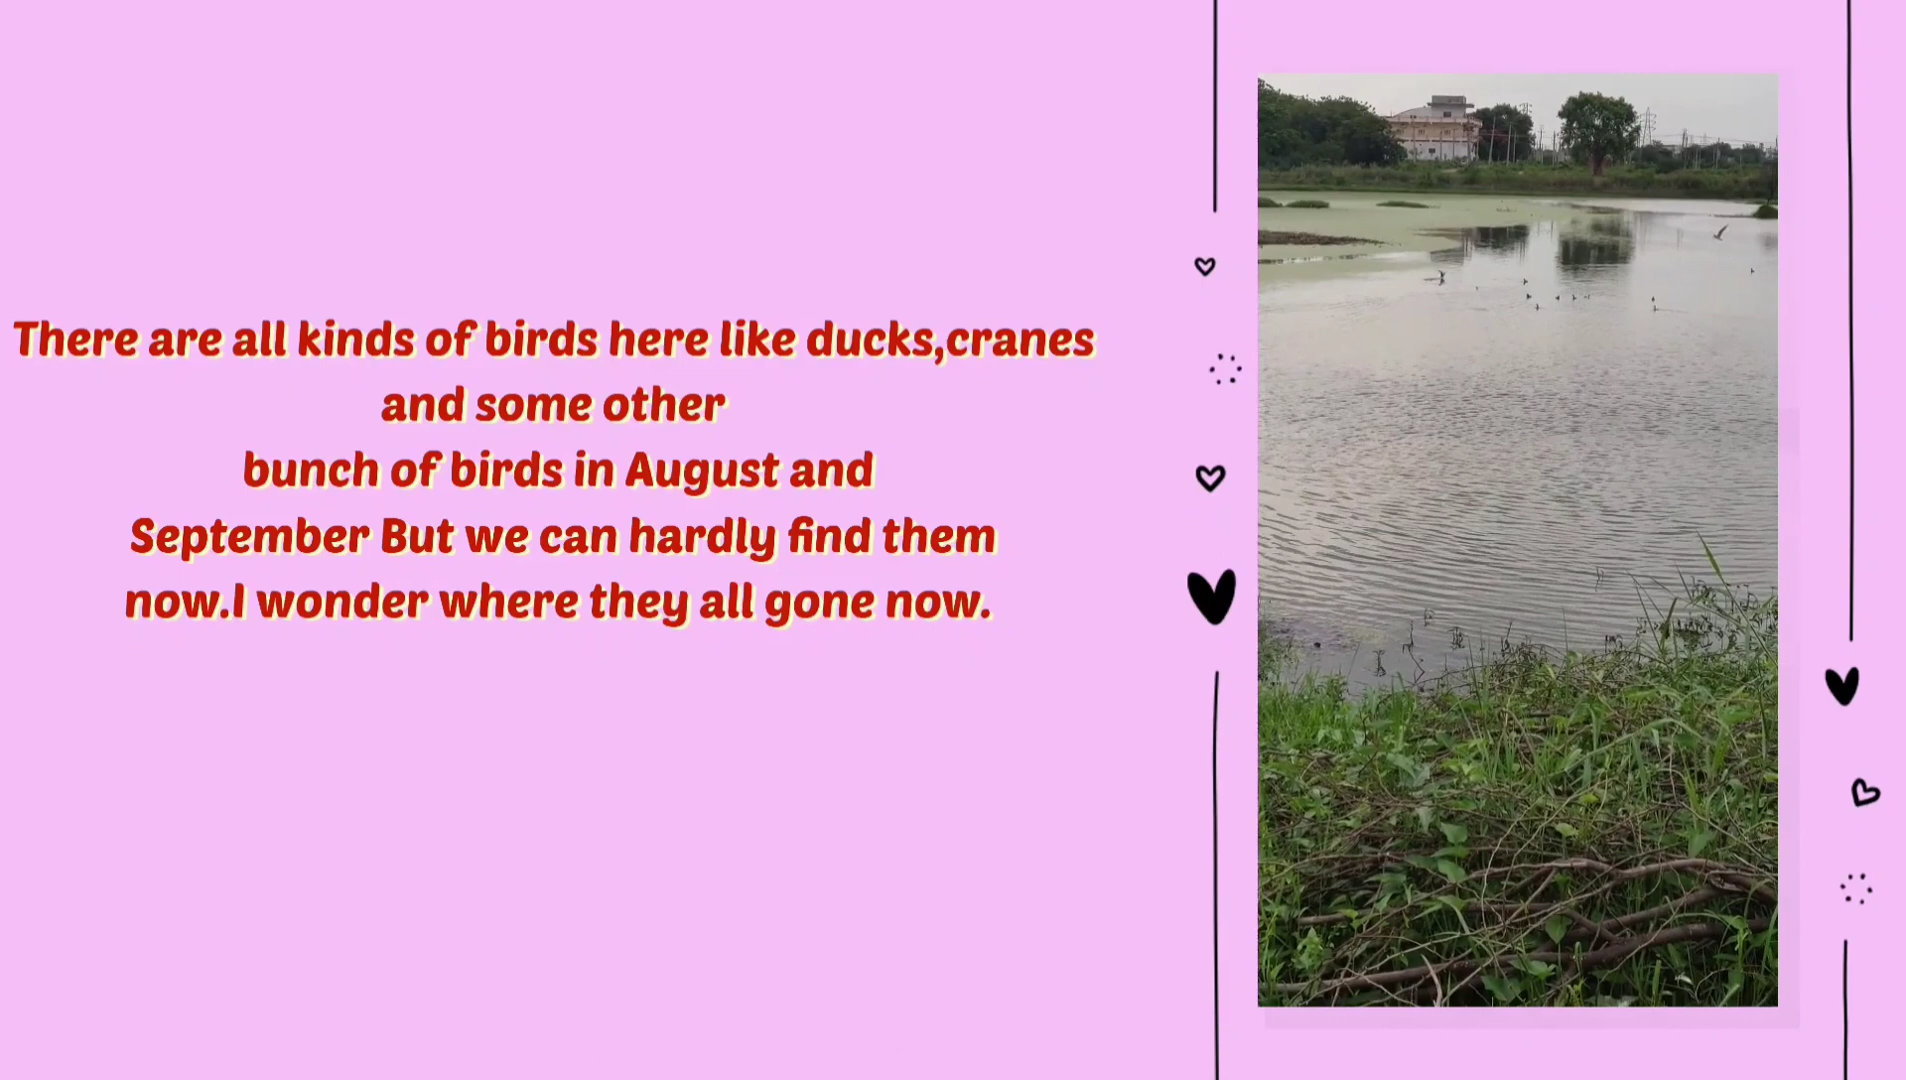 There are all kinds of birds here like ducks,cranes
and some other
bunch of birds in August and
September But we can hardly find them
now.I wonder where they all gone now.